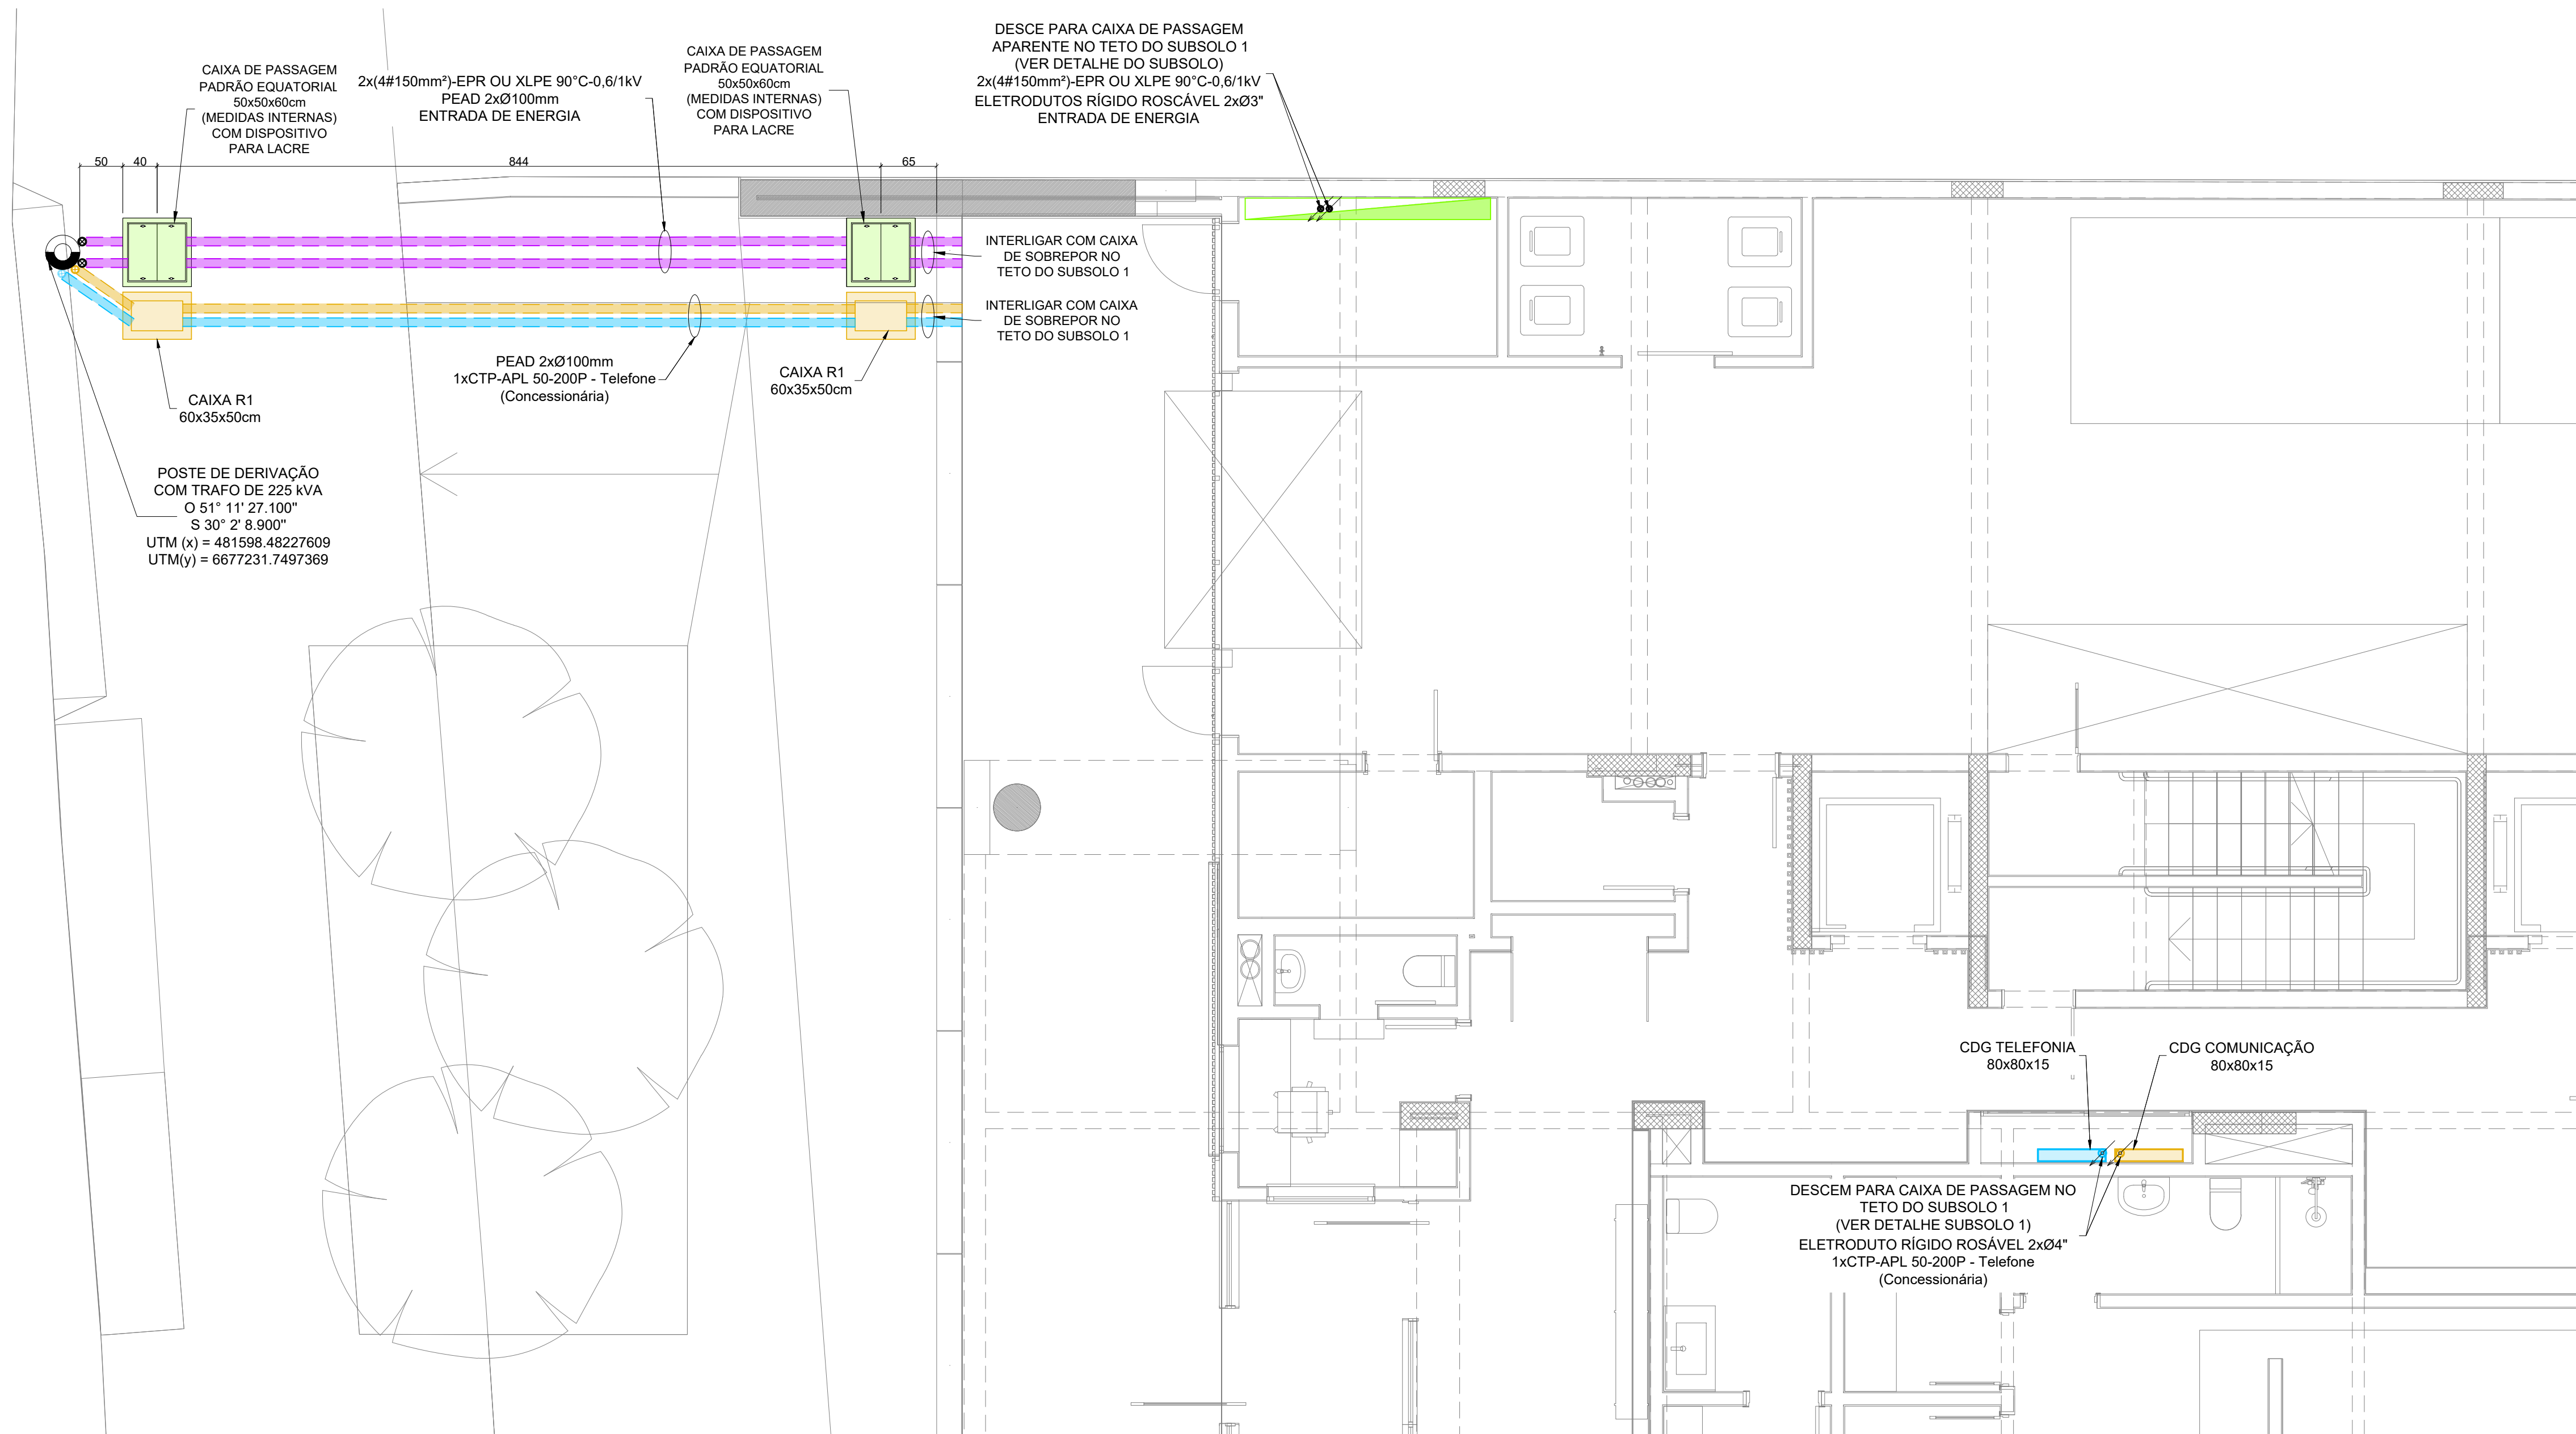 CAIXA DE PASSAGEM
PADRÃO EQUATORIAL
50x50x60cm
(MEDIDAS INTERNAS)
COM DISPOSITIVO
PARA LACRE
2x(4#150mm²)-EPR OU XLPE 90°C-0,6/1kV
PEAD 2xØ100mm
ENTRADA DE ENERGIA
CAIXA DE PASSAGEM
PADRÃO EQUATORIAL
50x50x60cm
(MEDIDAS INTERNAS)
COM DISPOSITIVO
PARA LACRE
DESCE PARA CAIXA DE PASSAGEM
APARENTE NO TETO DO SUBSOLO 1
(VER DETALHE DO SUBSOLO)
2x(4#150mm²)-EPR OU XLPE 90°C-0,6/1kV
ELETRODUTOS RÍGIDO ROSCÁVEL 2xØ3"
ENTRADA DE ENERGIA
50
40
844
65
INTERLIGAR COM CAIXA
DE SOBREPOR NO
TETO DO SUBSOLO 1
INTERLIGAR COM CAIXA
DE SOBREPOR NO
TETO DO SUBSOLO 1
PEAD 2xØ100mm
1xCTP-APL 50-200P - Telefone
(Concessionária)
CAIXA R1
60x35x50cm
CAIXA R1
60x35x50cm
POSTE DE DERIVAÇÃO
COM TRAFO DE 225 kVA
O 51° 11' 27.100"
S 30° 2' 8.900"
UTM (x) = 481598.48227609
UTM(y) = 6677231.7497369
CDG TELEFONIA
80x80x15
CDG COMUNICAÇÃO
80x80x15
DESCEM PARA CAIXA DE PASSAGEM NO
TETO DO SUBSOLO 1
(VER DETALHE SUBSOLO 1)
ELETRODUTO RÍGIDO ROSÁVEL 2xØ4"
1xCTP-APL 50-200P - Telefone
(Concessionária)